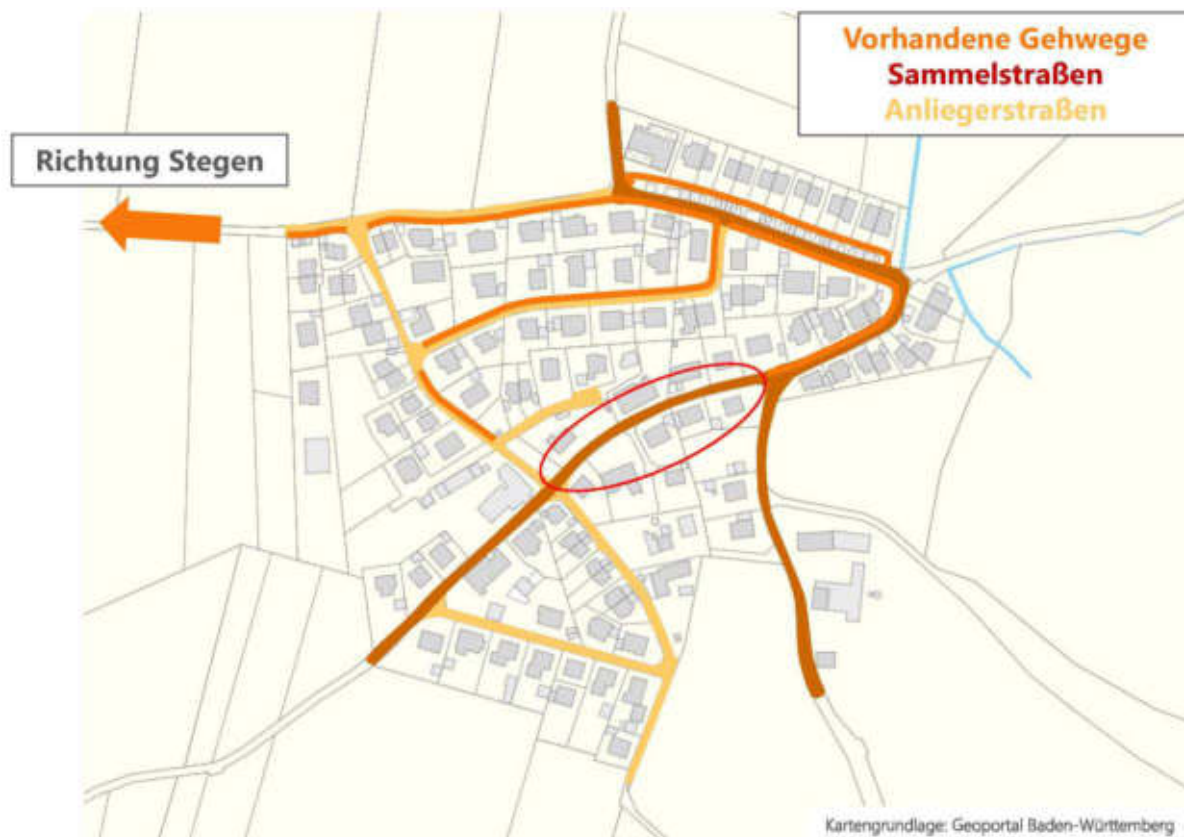 Vorhandene Gehwege
Sammelstraßen
Anliegerstraßen
Richtung Stegen
Kartengrundlage: Geoportal Baden-Württemberg